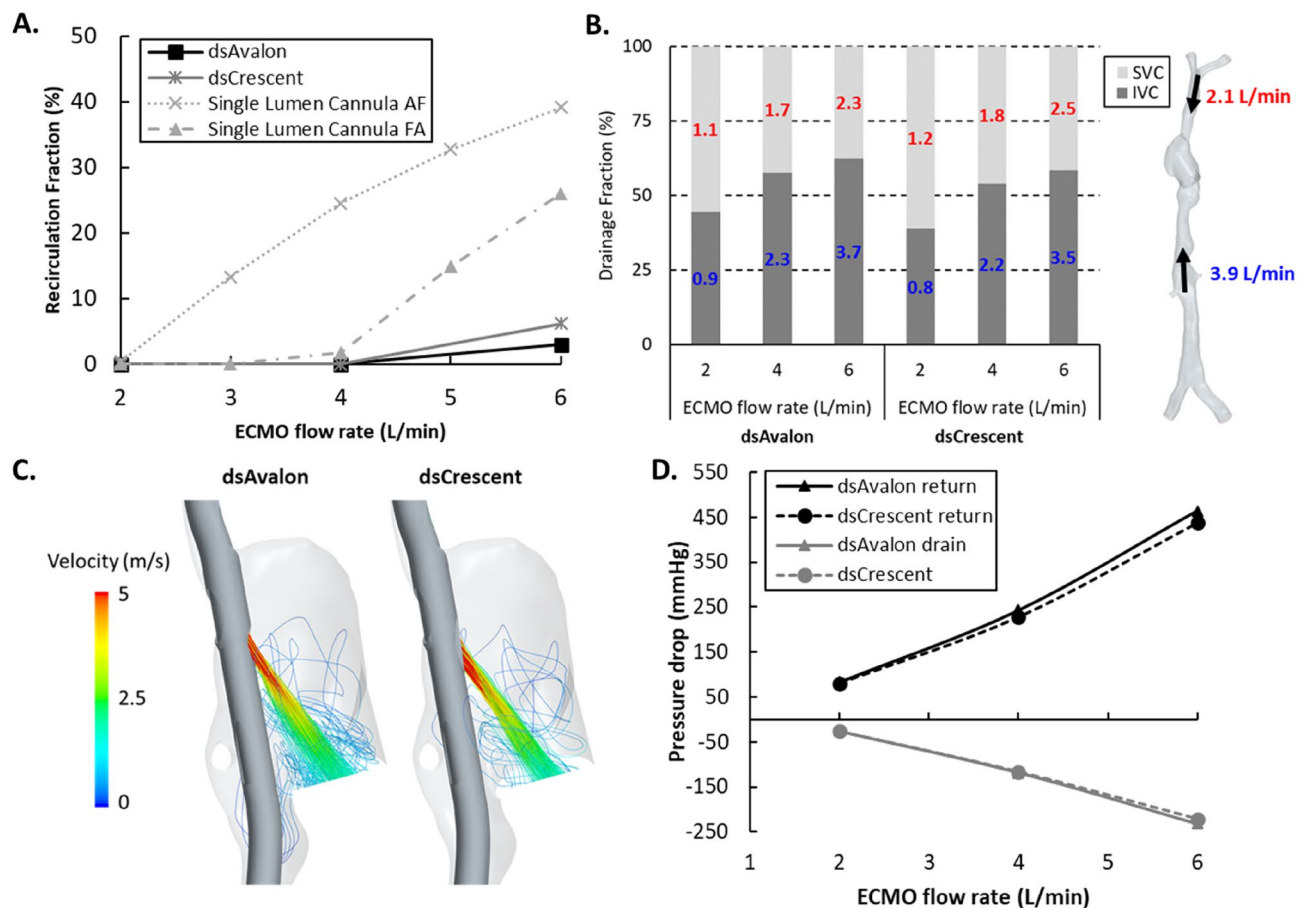 A.
50
40
30
20
10
0
Recirculation Fraction (%)
dsAvalon
dsCrescent
Single Lumen Cannula AF
Single Lumen Cannula FA
2 3 4 5 6
ECMO flow rate (L/min)
B.
100
75
50
25
0
Drainage Fraction (%)
1.1 1.7 2.3 1.2 1.8 2.5
0.9 2.3 3.7 0.8 2.2 3.5
2 4 6 2 4 6
ECMO flow rate (L/min) ECMO flow rate (L/min)
dsAvalon dsCrescent
SVC
IVC
2.1 L/min
3.9 L/min
C.
dsAvalon dsCrescent
Velocity (m/s)
5
2.5
0
D.
550
450
350
250
150
50
-50
-150
-250
Pressure drop (mmHg)
dsAvalon return
dsCrescent return
dsAvalon drain
dsCrescent
1 2 3 4 5 6
ECMO flow rate (L/min)